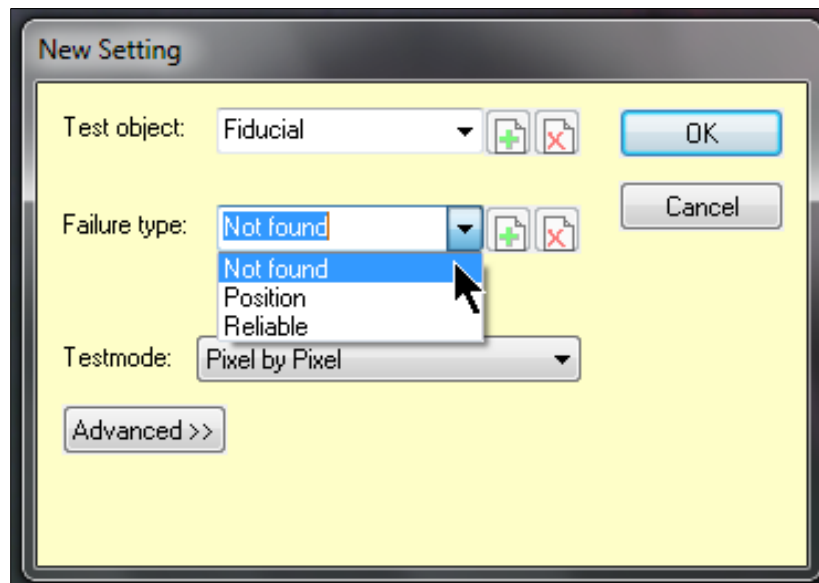 New Setting
Test object: Fiducial OK
Failure type: Not found Cancel
Not found
Position
Reliable
Testmode: Pixel by Pixel
Advanced >>